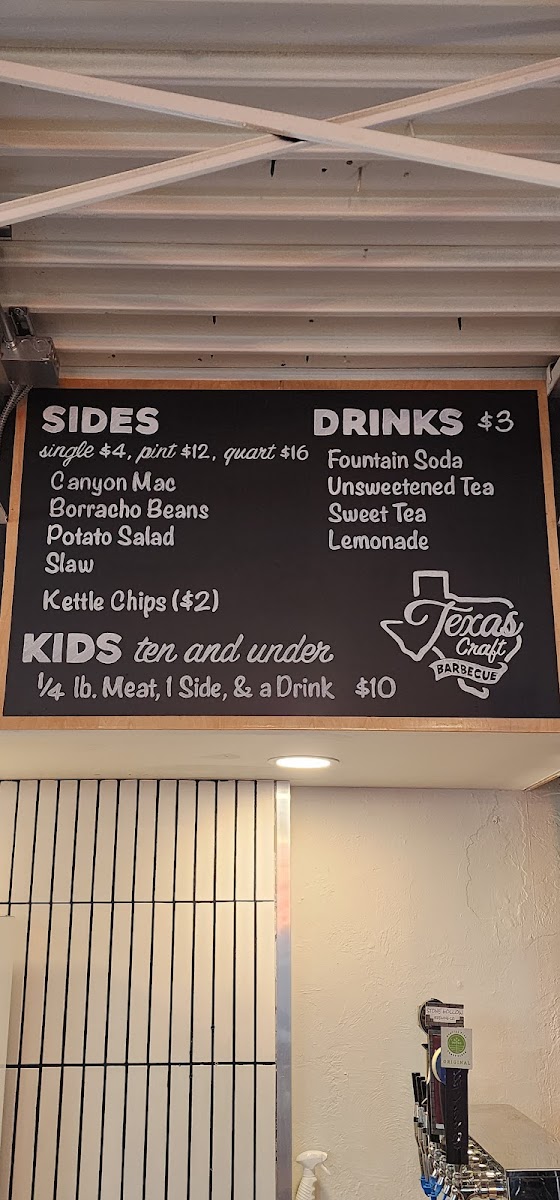 SIDES
single $4, pint $12, quart $16
Canyon Mac
Borracho Beans
Potato Salad
Slaw
Kettle Chips ($2)
DRINKS $3
Fountain Soda
Unsweetened Tea
Sweet Tea
Lemonade
KIDS ten and under
1/4 lb. Meat, 1 Side, & a Drink $10
Texas
Craft
BARBECUE
ORIGINAL